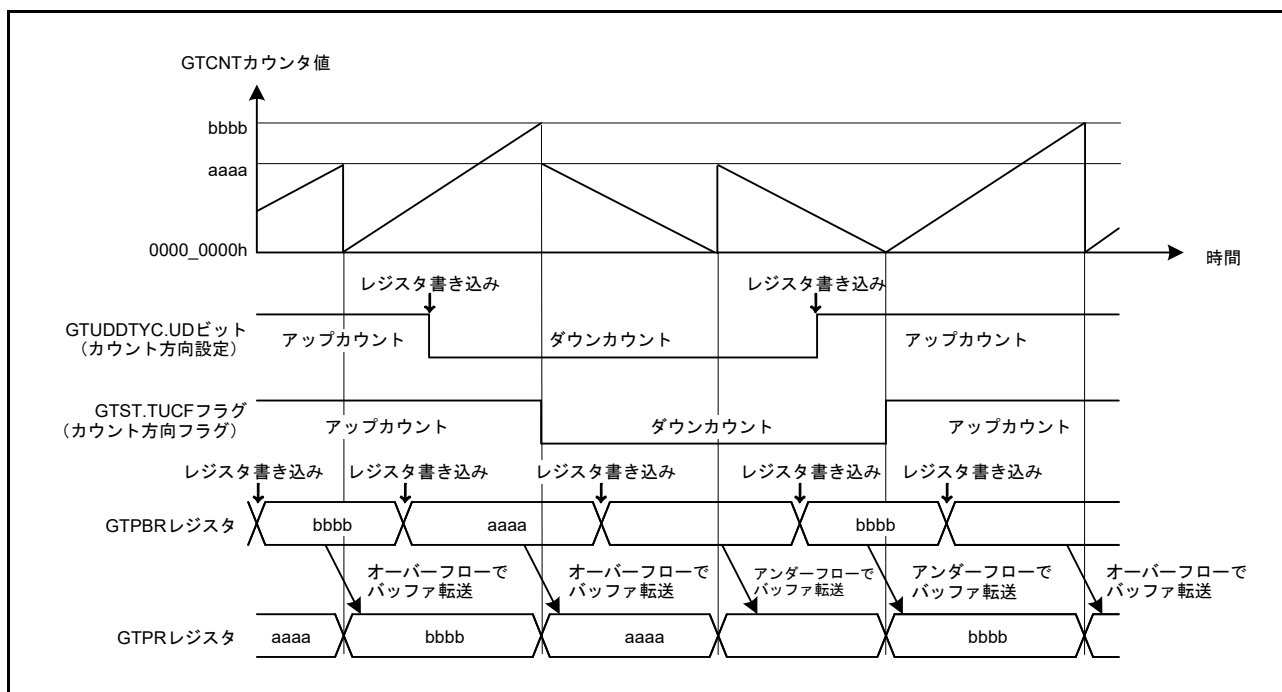 GTCNTカウンタ値
bbbb
aaaa
0000_0000h
時間
レジスタ書き込み
レジスタ書き込み
GTUDDTYC.UDビット
（カウント方向設定）
アップカウント
ダウンカウント
アップカウント
GTST.TUCFフラグ
（カウント方向フラグ）
アップカウント
ダウンカウント
アップカウント
レジスタ書き込み
レジスタ書き込み
レジスタ書き込み
レジスタ書き込み
レジスタ書き込み
GTPBRレジスタ
bbbb
aaaa
bbbb
オーバーフローで
バッファ転送
オーバーフローで
バッファ転送
アンダーフローで
バッファ転送
アンダーフローで
バッファ転送
オーバーフローで
バッファ転送
GTPRレジスタ
aaaa
bbbb
aaaa
bbbb